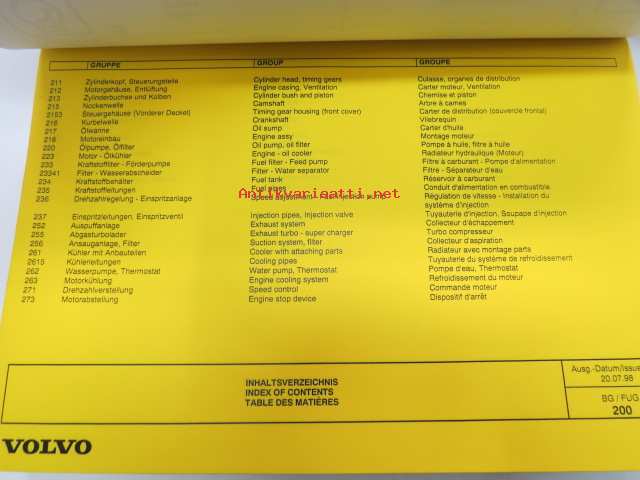 GRUPPE GROUP GROUPE
211 Zylinderkopf, Steuerungsteile Cylinder head, timing gears Culasse, organes de distribution
212 Motorgehäuse, Entlüftung Engine casing, Ventilation Carter moteur, Ventilation
213 Zylinderbuchse und Kolben Cylinder bush and piston Chemise et piston
215 Nockenwelle Camshaft Arbre à cames
2153 Steuergehäuse (Vorderer Deckel) Timing gear housing (front cover) Carter de distribution (couvercle frontal)
216 Kurbelwelle Crankshaft Vilebrequin
217 Ölwanne Oil sump Carter d'huile
218 Motoreinbau Engine assy Montage moteur
220 Ölpumpe, Ölfilter Oil pump, oil filter Pompe à huile, filtre à huile
223 Motor - Ölkühler Engine - oil cooler Radiateur hydraulique (Moteur)
233 Kraftstofffilter - Förderpumpe Fuel filter - Feed pump Filtre à carburant - Pompe d'alimentation
23341 Filter - Wasserabscheider Filter - Water separator Filtre - Séparateur d'eau
234 Kraftstoffbehälter Fuel tank Réservoir à carburant
235 Kraftstoffleitungen Fuel pipes Conduit d'alimentation en combustible
236 Drehzahlregelung - Einspritzanlage Speed adjustment - Fuel injection pump Régulation de vitesse - Installation du
système d'injection
Antikvariaatti.net
237 Einspritzleitungen, Einspritzventil Injection pipes, Injection valve Tuyauterie d'injection, Soupape d'injection
252 Auspuffanlage Exhaust system Collecteur d'échappement
255 Abgasturbolader Exhaust turbo - super charger Turbo compresseur
256 Ansauganlage, Filter Suction system, filter Collecteur d'aspiration
261 Kühler mit Anbauteilen Cooler with attaching parts Radiateur avec montage parts
2615 Kühlerleitungen Cooling pipes Tuyauterie du système de refroidissement
262 Wasserpumpe, Thermostat Water pump, Thermostat Pompe d'eau, Thermostat
263 Motorkühlung Engine cooling system Refroidissement du moteur
271 Drehzahlverstellung Speed control Commande moteur
273 Motorabstellung Engine stop device Dispositif d'arrêt
INHALTSVERZEICHNIS
INDEX OF CONTENTS
TABLE DES MATIÈRES
Ausg.-Datum/Issue
20.07.98
BG / FUG
200
VOLVO